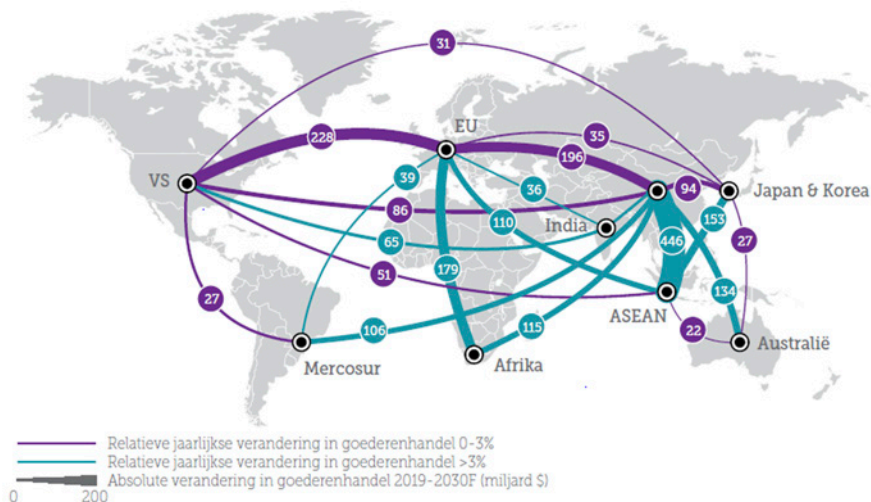 31
EU
35
228
196
VS
39
36
94
Japan & Korea
86
110
India
153
65
446
27
179
51
134
27
ASEAN
106
115
22
Australië
Mercosur
Afrika
Relatieve jaarlijkse verandering in goederenhandel 0-3%
Relatieve jaarlijkse verandering in goederenhandel >3%
Absolute verandering in goederenhandel 2019-2030F (miljard $)
0 200